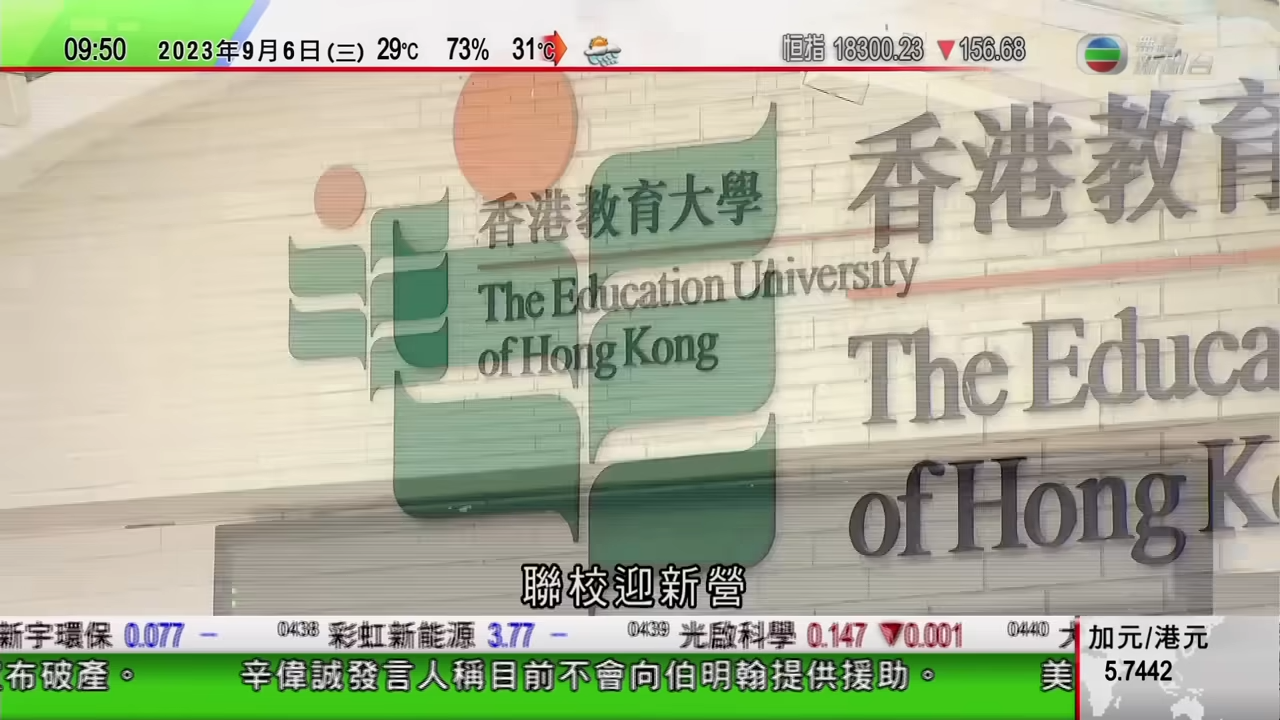 09:50 2023年9月6日(三) 29℃ 73% 31℃ 恒指 18300.23 ▼156.68 無綫新聞台
香港教育大學
The Education University
of Hong Kong
香港教育
The Educa
of Hong K
聯校迎新營
新宇環保 0.077 – 0438 彩虹新能源 3.77 – 0439 光啟科學 0.147 ▼0.001 0440
加元/港元
5.7442
布破產。 辛偉誠發言人稱目前不會向伯明翰提供援助。 美